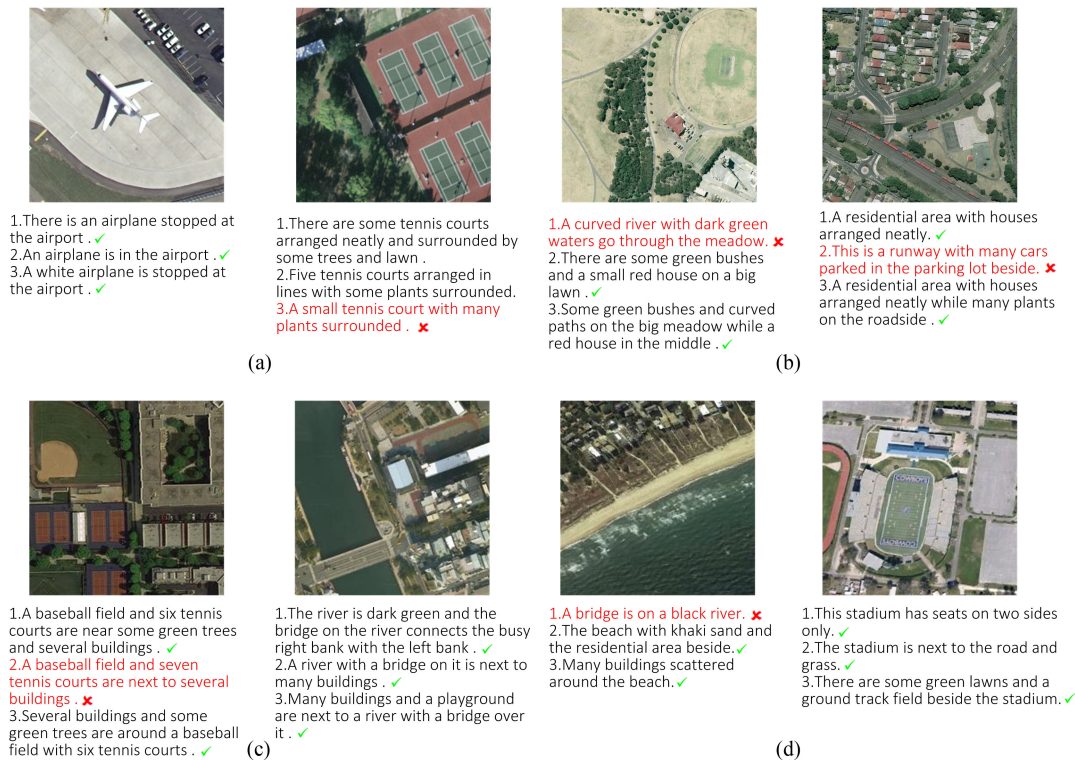 1.There is an airplane stopped at
the airport . ✓
2.An airplane is in the airport . ✓
3.A white airplane is stopped at
the airport . ✓
1.There are some tennis courts
arranged neatly and surrounded by
some trees and lawn .
2.Five tennis courts arranged in
lines with some plants surrounded.
3.A small tennis court with many
plants surrounded . ✘
(a)
1.A curved river with dark green
waters go through the meadow. ✘
2.There are some green bushes
and a small red house on a big
lawn . ✓
3.Some green bushes and curved
paths on the big meadow while a
red house in the middle . ✓
1.A residential area with houses
arranged neatly. ✓
2.This is a runway with many cars
parked in the parking lot beside. ✘
3.A residential area with houses
arranged neatly while many plants
on the roadside . ✓
(b)
1.A baseball field and six tennis
courts are near some green trees
and several buildings . ✓
2.A baseball field and seven
tennis courts are next to several
buildings . ✘
3.Several buildings and some
green trees are around a baseball
field with six tennis courts . ✓
1.The river is dark green and the
bridge on the river connects the busy
right bank with the left bank . ✓
2.A river with a bridge on it is next to
many buildings . ✓
3.Many buildings and a playground
are next to a river with a bridge over
it . ✓
(c)
1.A bridge is on a black river. ✘
2.The beach with khaki sand and
the residential area beside. ✓
3.Many buildings scattered
around the beach. ✓
COWBOYS
1.This stadium has seats on two sides
only. ✓
2.The stadium is next to the road and
grass. ✓
3.There are some green lawns and a
ground track field beside the stadium. ✓
(d)